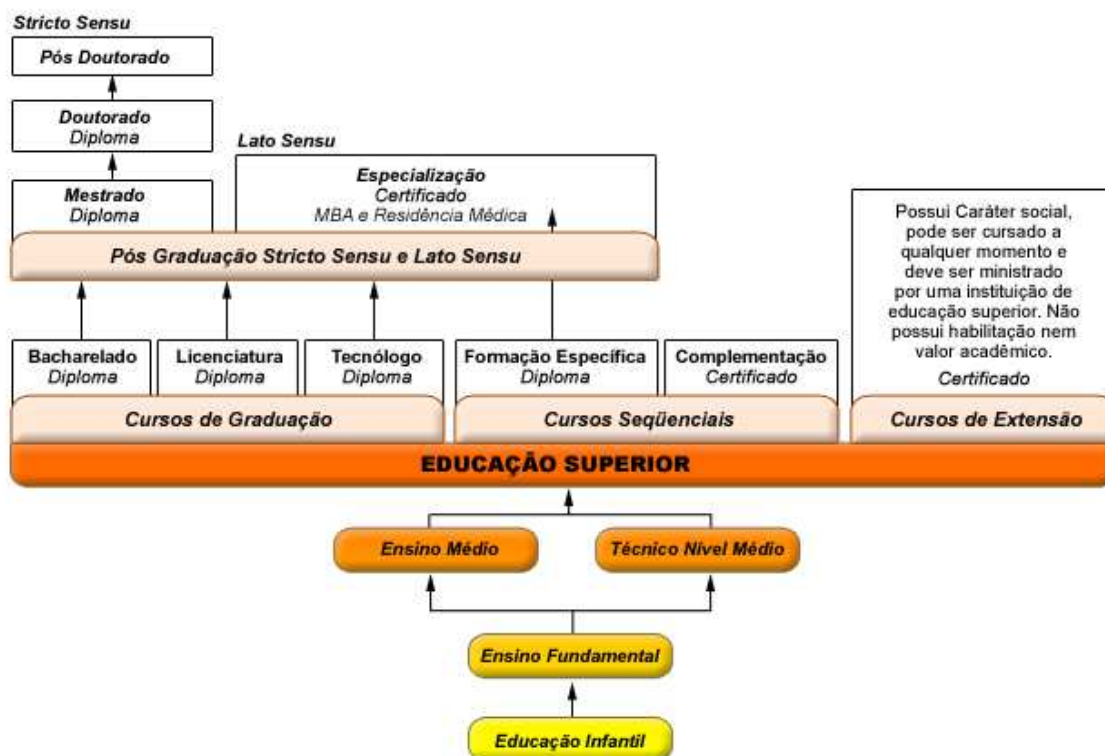 Stricto Sensu
Pós Doutorado
Doutorado
Diploma
Mestrado
Diploma
Lato Sensu
Especialização
Certificado
MBA e Residência Médica
Pós Graduação Stricto Sensu e Lato Sensu
Possui Caráter social,
pode ser cursado a
qualquer momento e
deve ser ministrado
por uma instituição de
educação superior. Não
possui habilitação nem
valor acadêmico.
Certificado
Bacharelado
Diploma
Licenciatura
Diploma
Tecnólogo
Diploma
Formação Específica
Diploma
Complementação
Certificado
Cursos de Graduação
Cursos Seqüenciais
Cursos de Extensão
EDUCAÇÃO SUPERIOR
Ensino Médio
Técnico Nível Médio
Ensino Fundamental
Educação Infantil